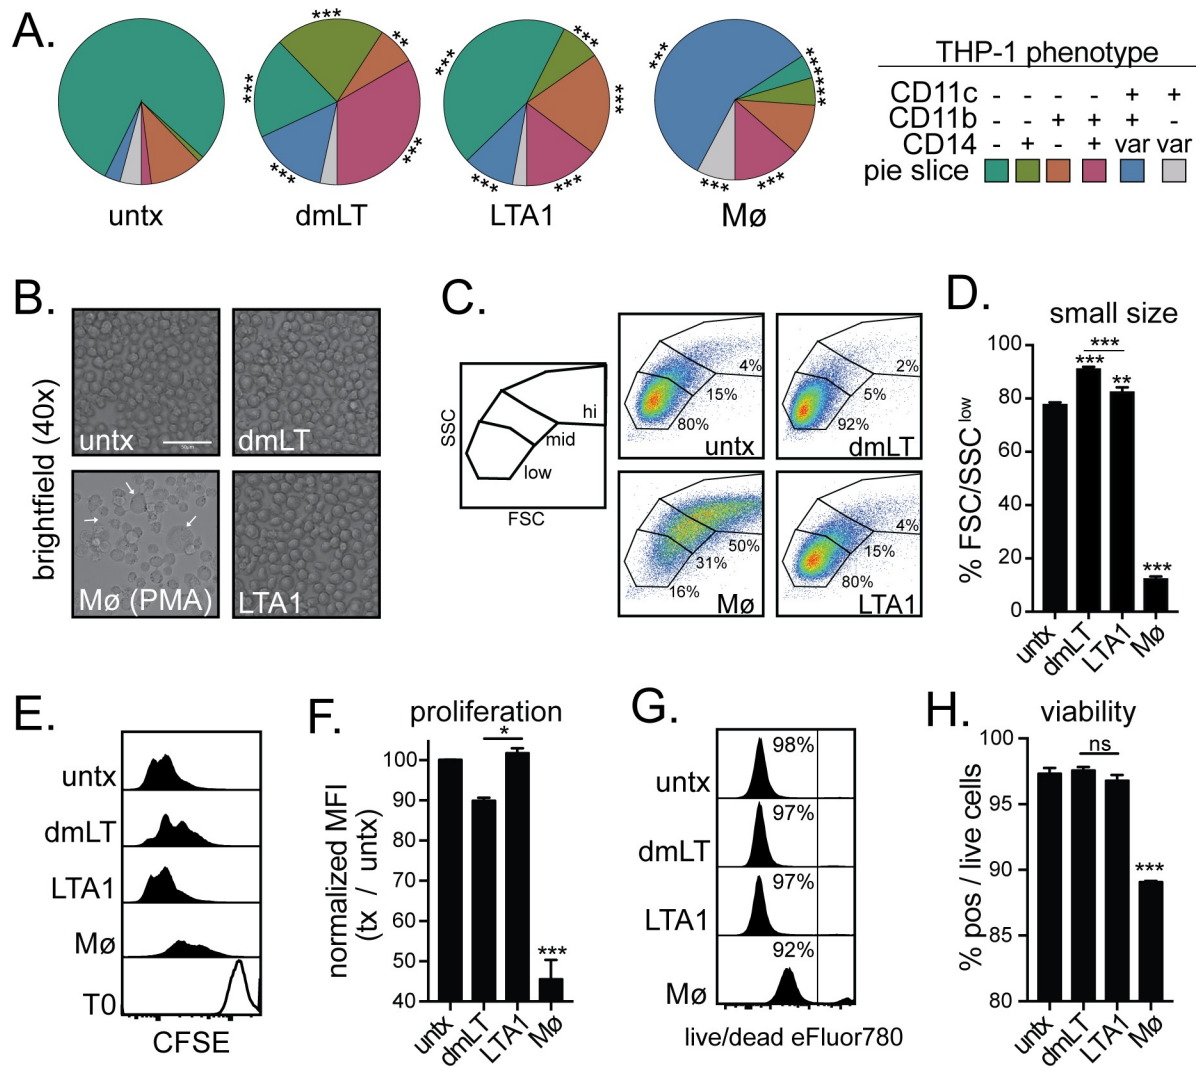 A.
***
**
***
***
***
***
***
***
***
***
***
***
******
***
***
untx
dmLT
LTA1
Mø
THP-1 phenotype
CD11c - - - - + +
CD11b - - + + + -
CD14 - + - + var var
pie slice
B.
brightfield (40x)
untx
dmLT
Mø (PMA)
LTA1
C.
SSC
FSC
hi
mid
low
4%
15%
80%
untx
2%
5%
92%
dmLT
50%
31%
16%
Mø
4%
15%
80%
LTA1
D.
small size
% FSC/SSC low
100
80
60
40
20
0
***
***
**
***
untx
dmLT
LTA1
Mø
E.
untx
dmLT
LTA1
Mø
T0
CFSE
F.
proliferation
normalized MFI
(tx / untx)
100
90
80
70
60
50
40
*
***
untx
dmLT
LTA1
Mø
G.
untx
98%
dmLT
97%
LTA1
97%
Mø
92%
live/dead eFluor780
H.
viability
% pos / live cells
100
95
90
85
80
ns
***
untx
dmLT
LTA1
Mø